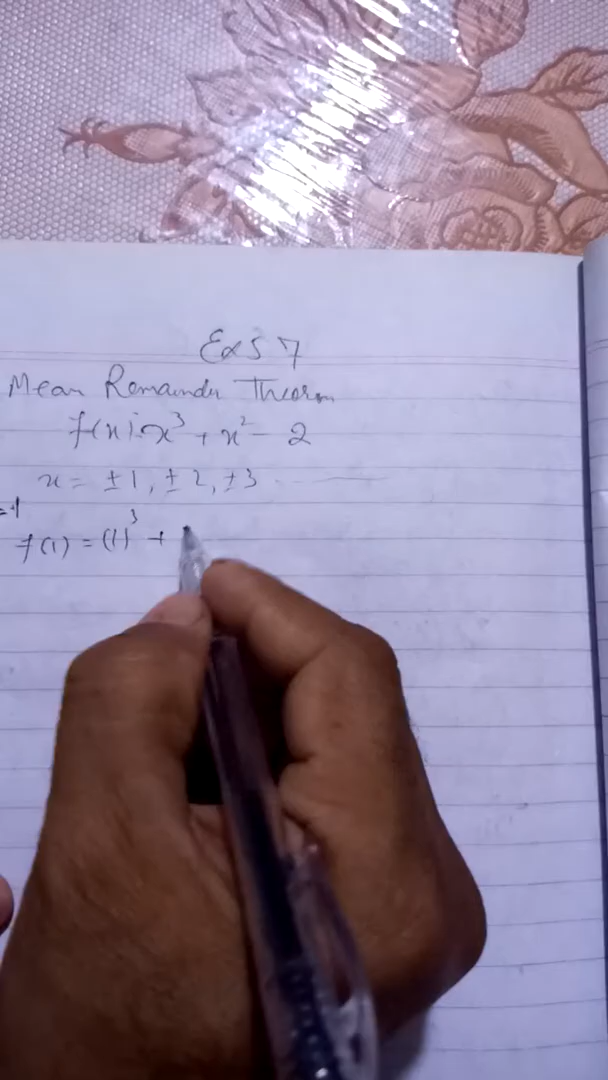 Ex 5 7
Mean Remainder Theorem
f(x) = x³ + x² - 2
x = ±1, ±2, ±3 ------
=1
f(1) = (1)³ +